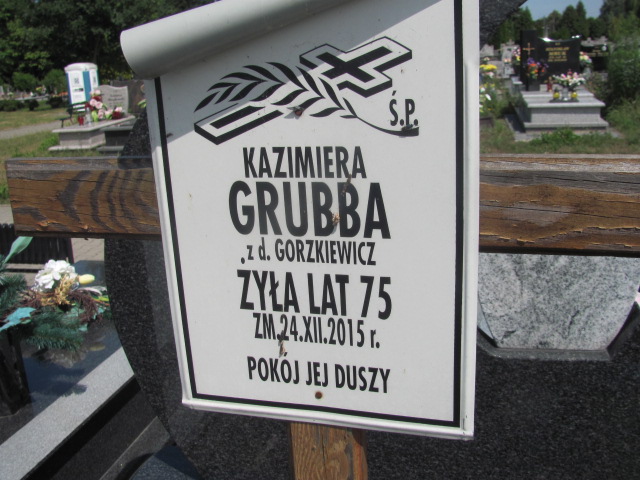 Ś.P.
KAZIMIERA
GRUBBA
z d. GORZKIEWICZ
ŻYŁA LAT 75
ZM.24.XII.2015 r.
POKÓJ JEJ DUSZY